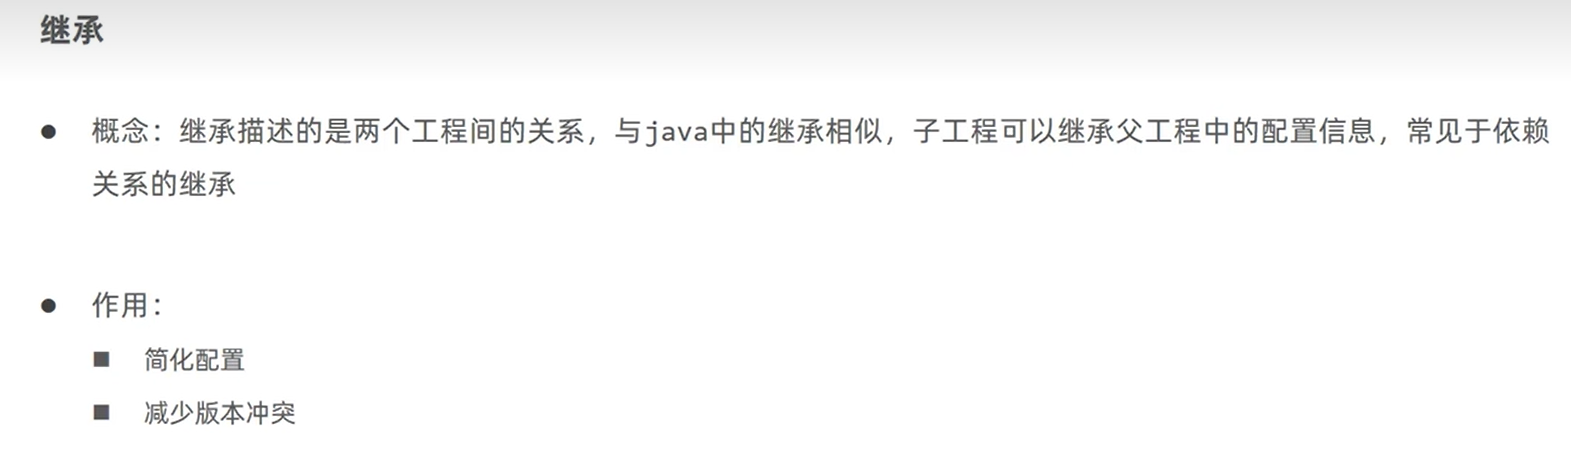 继承
● 概念：继承描述的是两个工程间的关系，与java中的继承相似，子工程可以继承父工程中的配置信息，常见于依赖
关系的继承
● 作用：
■ 简化配置
■ 减少版本冲突